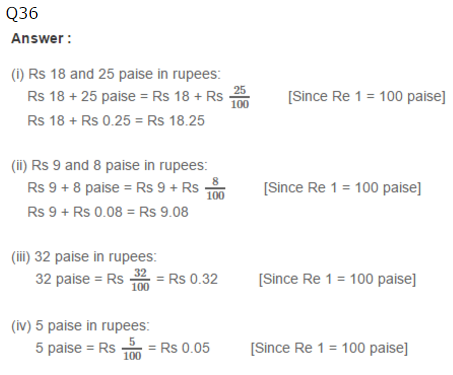 Q36
Answer :
(i) Rs 18 and 25 paise in rupees:
Rs 18 + 25 paise = Rs 18 + Rs 25/100 [Since Re 1 = 100 paise]
Rs 18 + Rs 0.25 = Rs 18.25
(ii) Rs 9 and 8 paise in rupees:
Rs 9 + 8 paise = Rs 9 + Rs 8/100 [Since Re 1 = 100 paise]
Rs 9 + Rs 0.08 = Rs 9.08
(iii) 32 paise in rupees:
32 paise = Rs 32/100 = Rs 0.32 [Since Re 1 = 100 paise]
(iv) 5 paise in rupees:
5 paise = Rs 5/100 = Rs 0.05 [Since Re 1 = 100 paise]